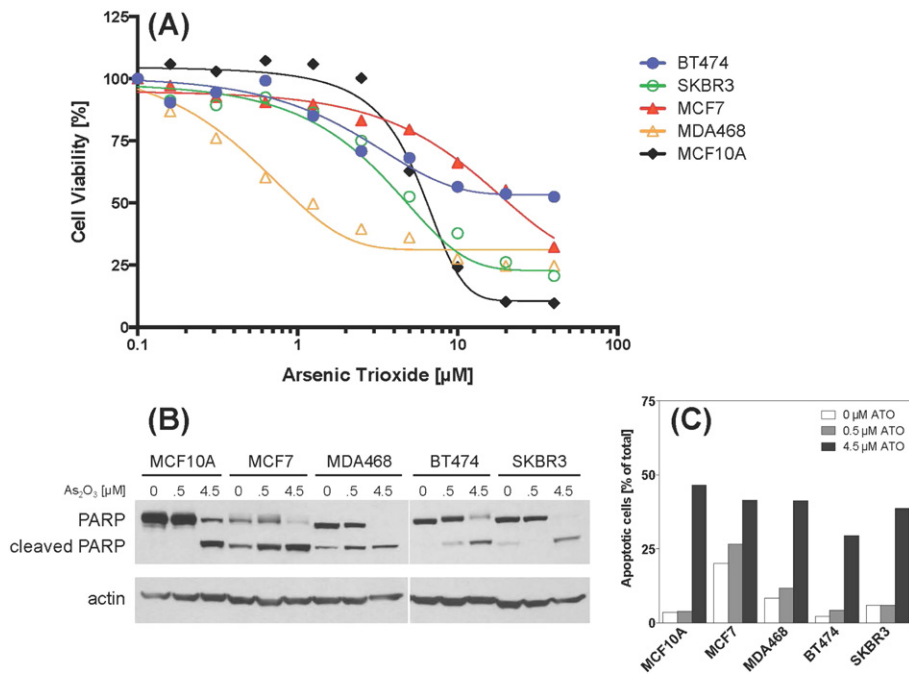 (A)
125
100
75
50
25
0
Cell Viability [%]
0.1
1
10
100
Arsenic Trioxide [µM]
BT474
SKBR3
MCF7
MDA468
MCF10A
(B)
MCF10A MCF7 MDA468 BT474 SKBR3
As₂O₃ [µM] 0 .5 4.5 0 .5 4.5 0 .5 4.5 0 .5 4.5 0 .5 4.5
PARP
cleaved PARP
actin
(C)
75
50
25
0
Apoptotic cells [% of total]
0 µM ATO
0.5 µM ATO
4.5 µM ATO
MCF10A
MCF7
MDA468
BT474
SKBR3